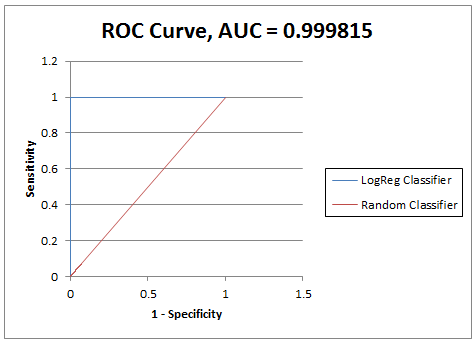 ROC Curve, AUC = 0.999815
1.2
1
0.8
0.6
0.4
0.2
0
Sensitivity
0
0.5
1
1.5
1 - Specificity
LogReg Classifier
Random Classifier